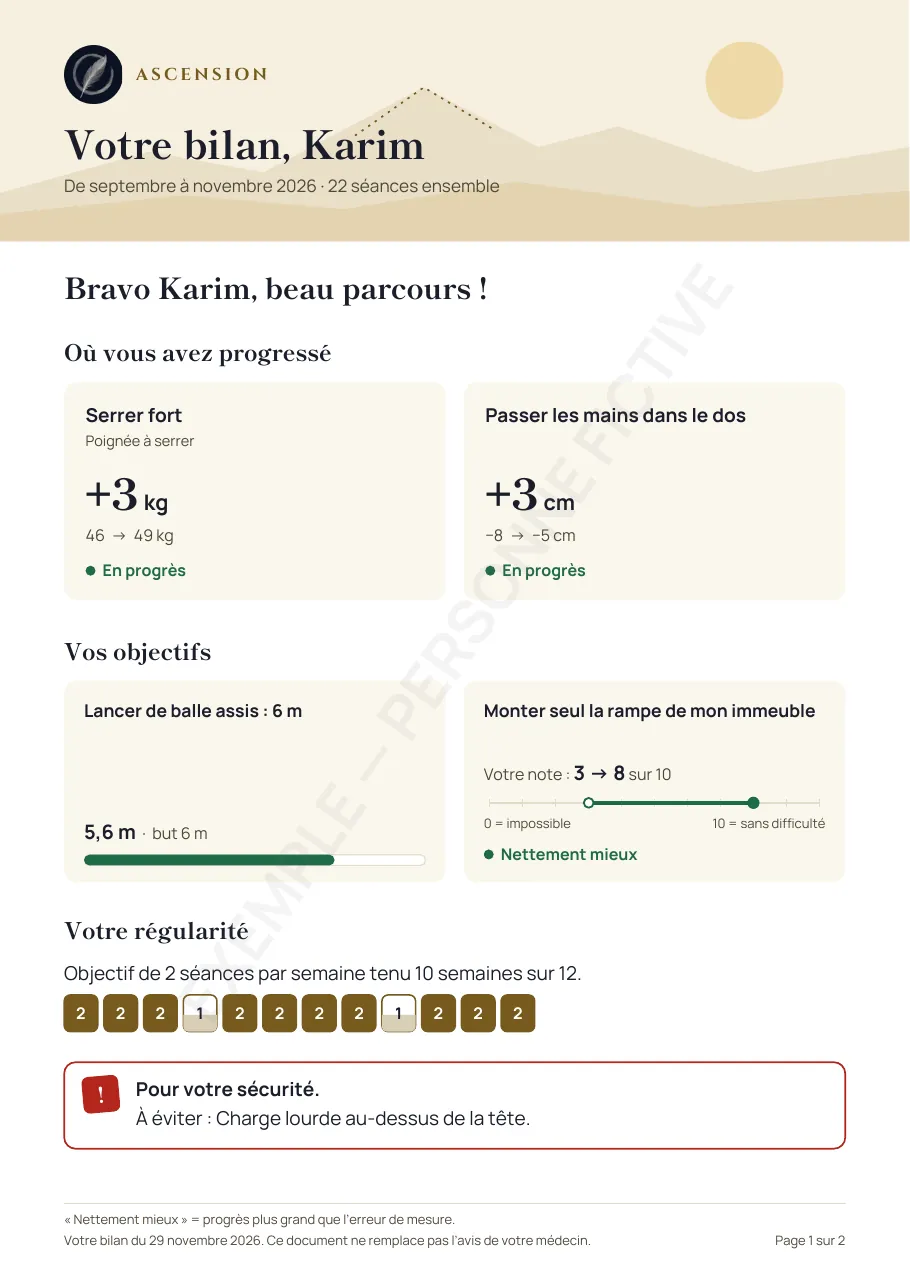 ASCENSION
Votre bilan, Karim
De septembre à novembre 2026 · 22 séances ensemble
Bravo Karim, beau parcours !
Où vous avez progressé
Serrer fort
Poignée à serrer
+3 kg
46 → 49 kg
En progrès
Passer les mains dans le dos
+3 cm
−8 → −5 cm
En progrès
Vos objectifs
Lancer de balle assis : 6 m
5,6 m · but 6 m
Monter seul la rampe de mon immeuble
Votre note : 3 → 8 sur 10
0 = impossible
10 = sans difficulté
Nettement mieux
Votre régularité
Objectif de 2 séances par semaine tenu 10 semaines sur 12.
2 2 2 1 2 2 2 2 1 2 2 2
! Pour votre sécurité.
À éviter : Charge lourde au-dessus de la tête.
« Nettement mieux » = progrès plus grand que l'erreur de mesure.
Votre bilan du 29 novembre 2026. Ce document ne remplace pas l'avis de votre médecin.
Page 1 sur 2
EXEMPLE — PERSONNE FICTIVE